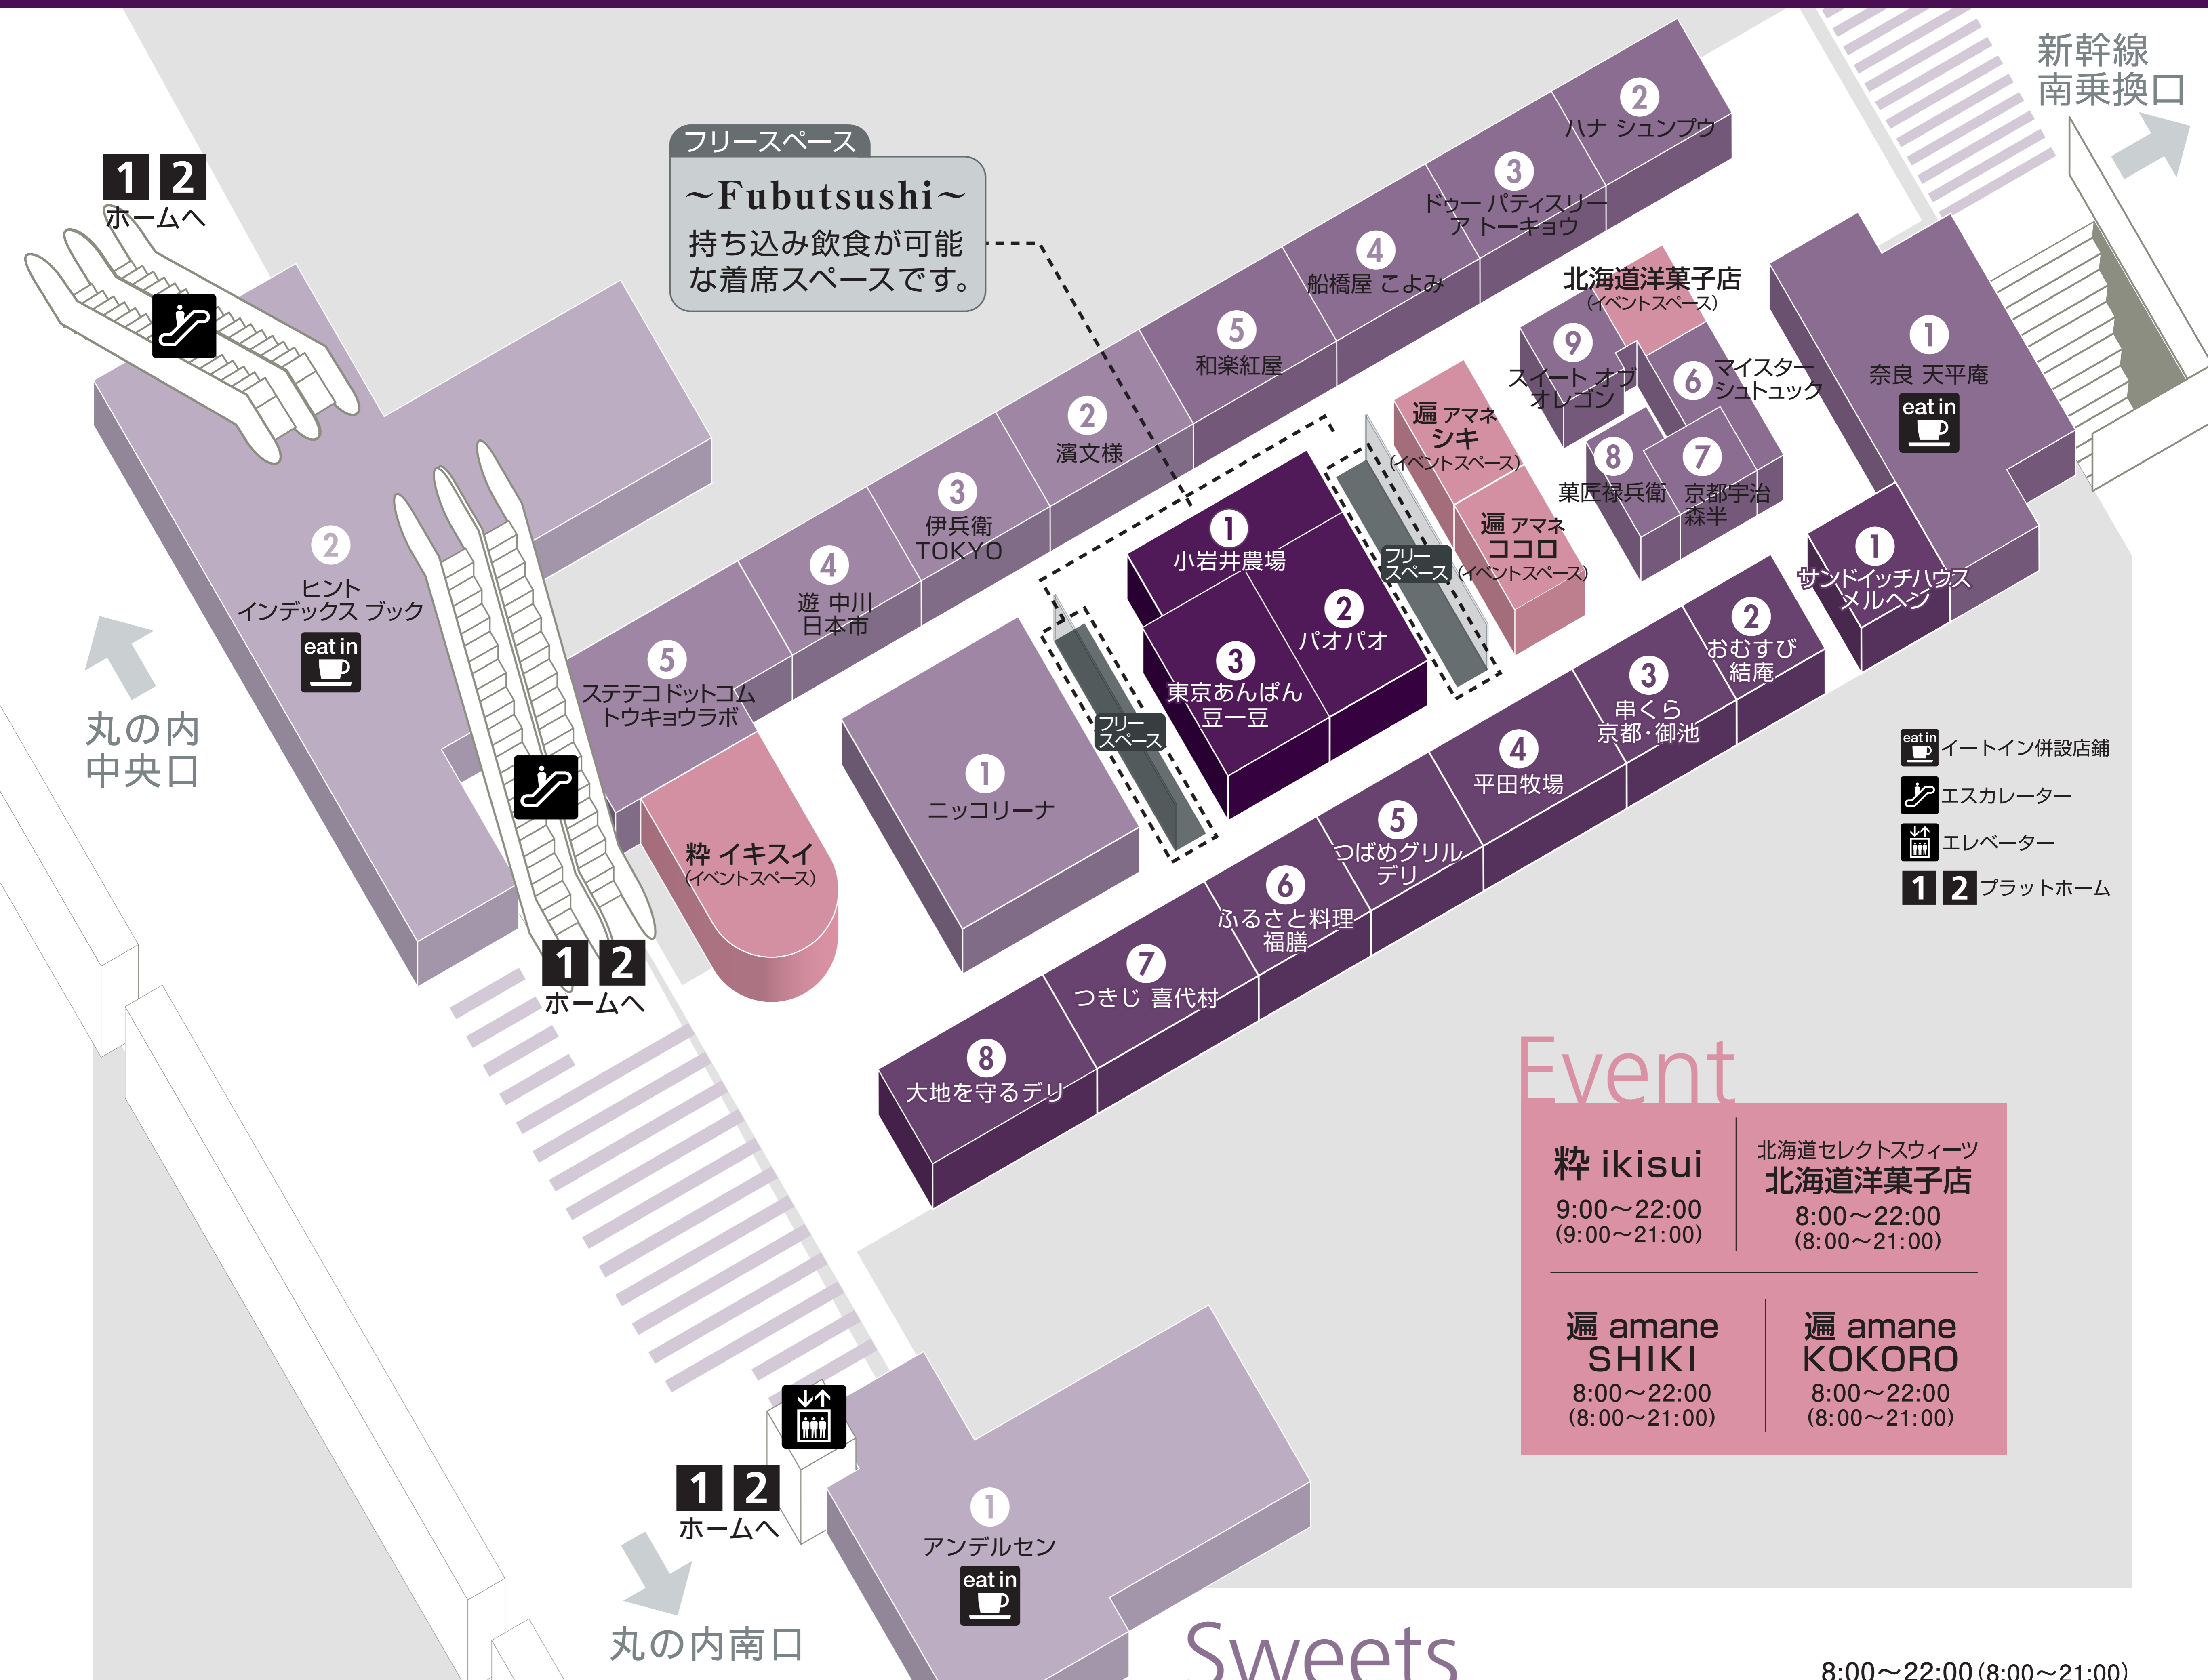 新幹線
南乗換口
1 2
ホームへ
フリースペース
～Fubutsushi～
持ち込み飲食が可能
な着席スペースです。
2
ハナ シュンプウ
3
ドゥー パティスリー
ア トーキョウ
4
船橋屋 こよみ
5
和楽紅屋
2
濱文様
3
伊兵衛
TOKYO
4
遊 中川
日本市
5
ステテコドットコム
トウキョウラボ
北海道洋菓子店
(イベントスペース)
9
スイート オブ
オレゴン
6
マイスター
シュトュック
8
菓匠禄兵衛
7
京都宇治
森半
1
奈良 天平庵
eat in
遍 アマネ
シキ
(イベントスペース)
遍 アマネ
ココロ
(イベントスペース)
フリー
スペース
1
小岩井農場
2
パオパオ
3
東京あんぱん
豆一豆
フリー
スペース
1
ニッコリーナ
粋 イキスイ
(イベントスペース)
2
ヒント
インデックス ブック
eat in
丸の内
中央口
1 2
ホームへ
1
サンドイッチハウス
メルヘン
2
おむすび
結庵
3
串くら
京都・御池
4
平田牧場
5
つばめグリル
デリ
6
ふるさと料理
福膳
7
つきじ 喜代村
8
大地を守るデリ
eat in イートイン併設店舗
エスカレーター
エレベーター
1 2 プラットホーム
Event
粋 ikisui
9:00～22:00
(9:00～21:00)
北海道セレクトスウィーツ
北海道洋菓子店
8:00～22:00
(8:00～21:00)
遍 amane
SHIKI
8:00～22:00
(8:00～21:00)
遍 amane
KOKORO
8:00～22:00
(8:00～21:00)
1 2
ホームへ
丸の内南口
1
アンデルセン
eat in
Sweets
8:00～22:00(8:00～21:00)